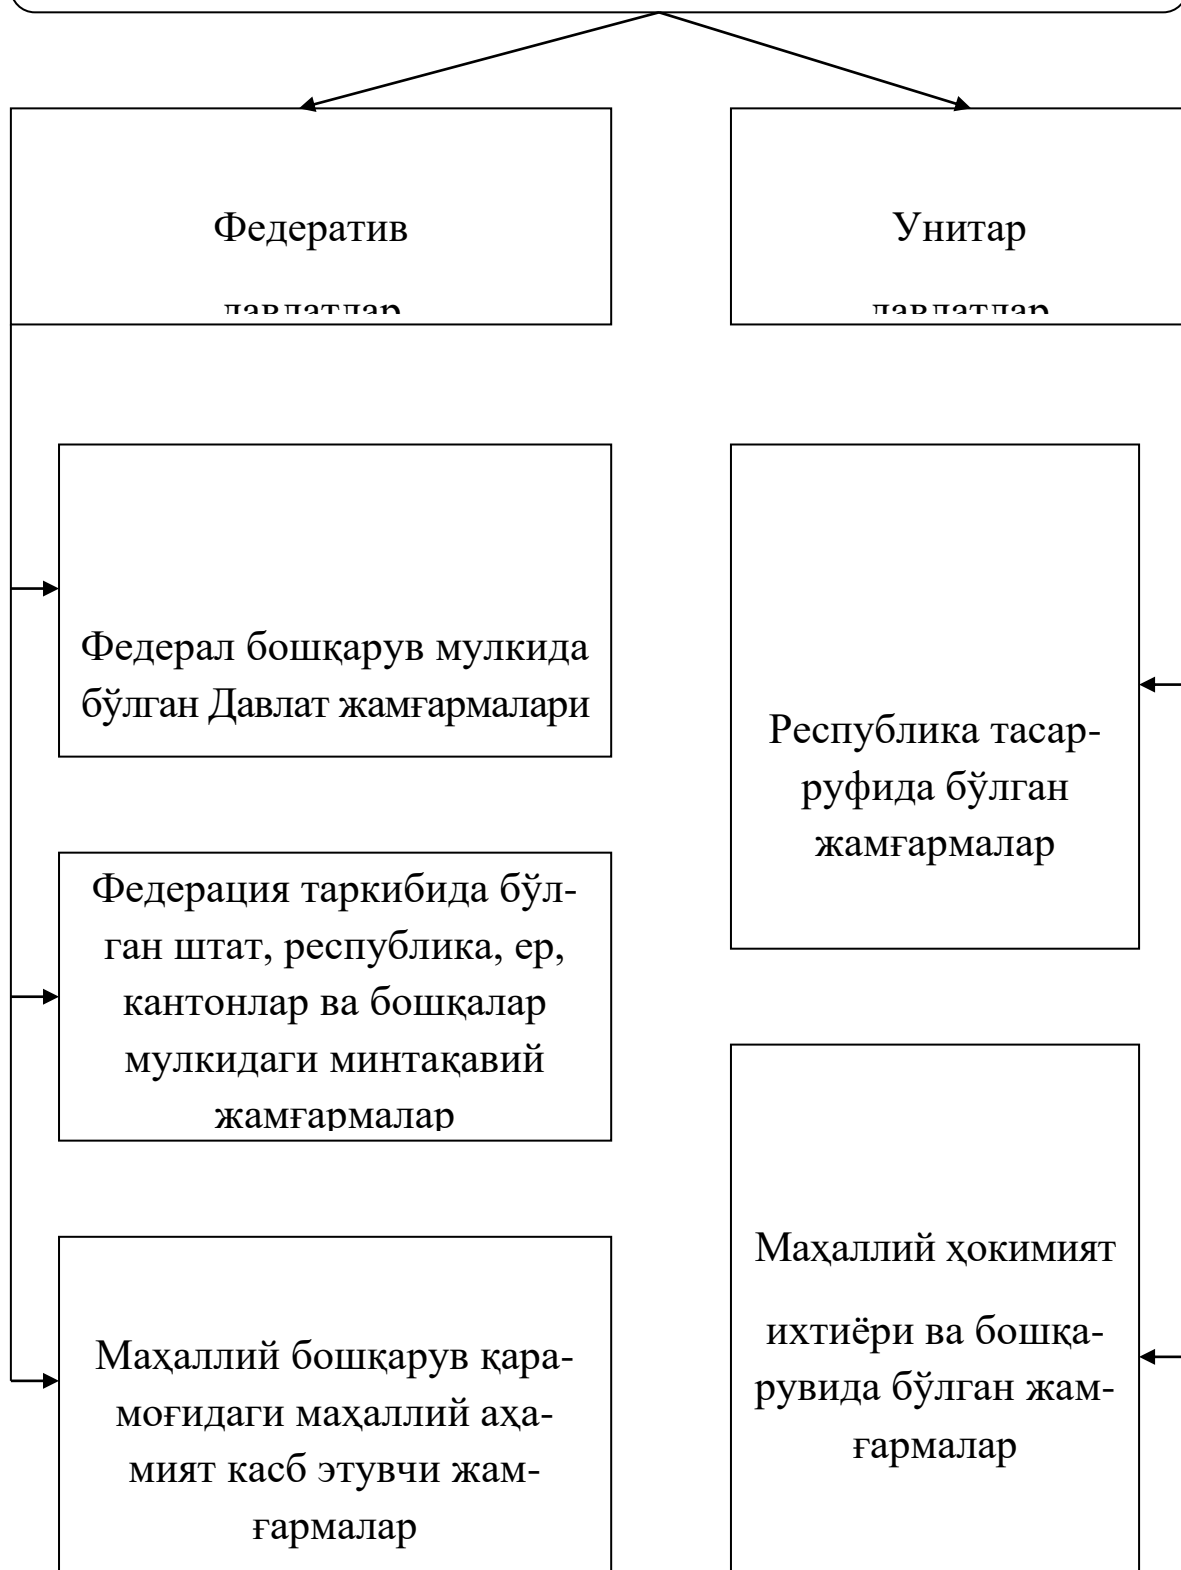 Федератив
давлатлар
Унитар
давлатлар
Федерал бошқарув мулкида
бўлган Давлат жамғармалари
Республика тасар-
руфида бўлган
жамғармалар
Федерация таркибида бўл-
ган штат, республика, ер,
кантонлар ва бошқалар
мулкидаги минтақавий
жамғармалар
Маҳаллий ҳокимият
ихтиёри ва бошқа-
рувида бўлган жам-
ғармалар
Маҳаллий бошқарув қара-
моғидаги маҳаллий аҳа-
мият касб этувчи жам-
ғармалар